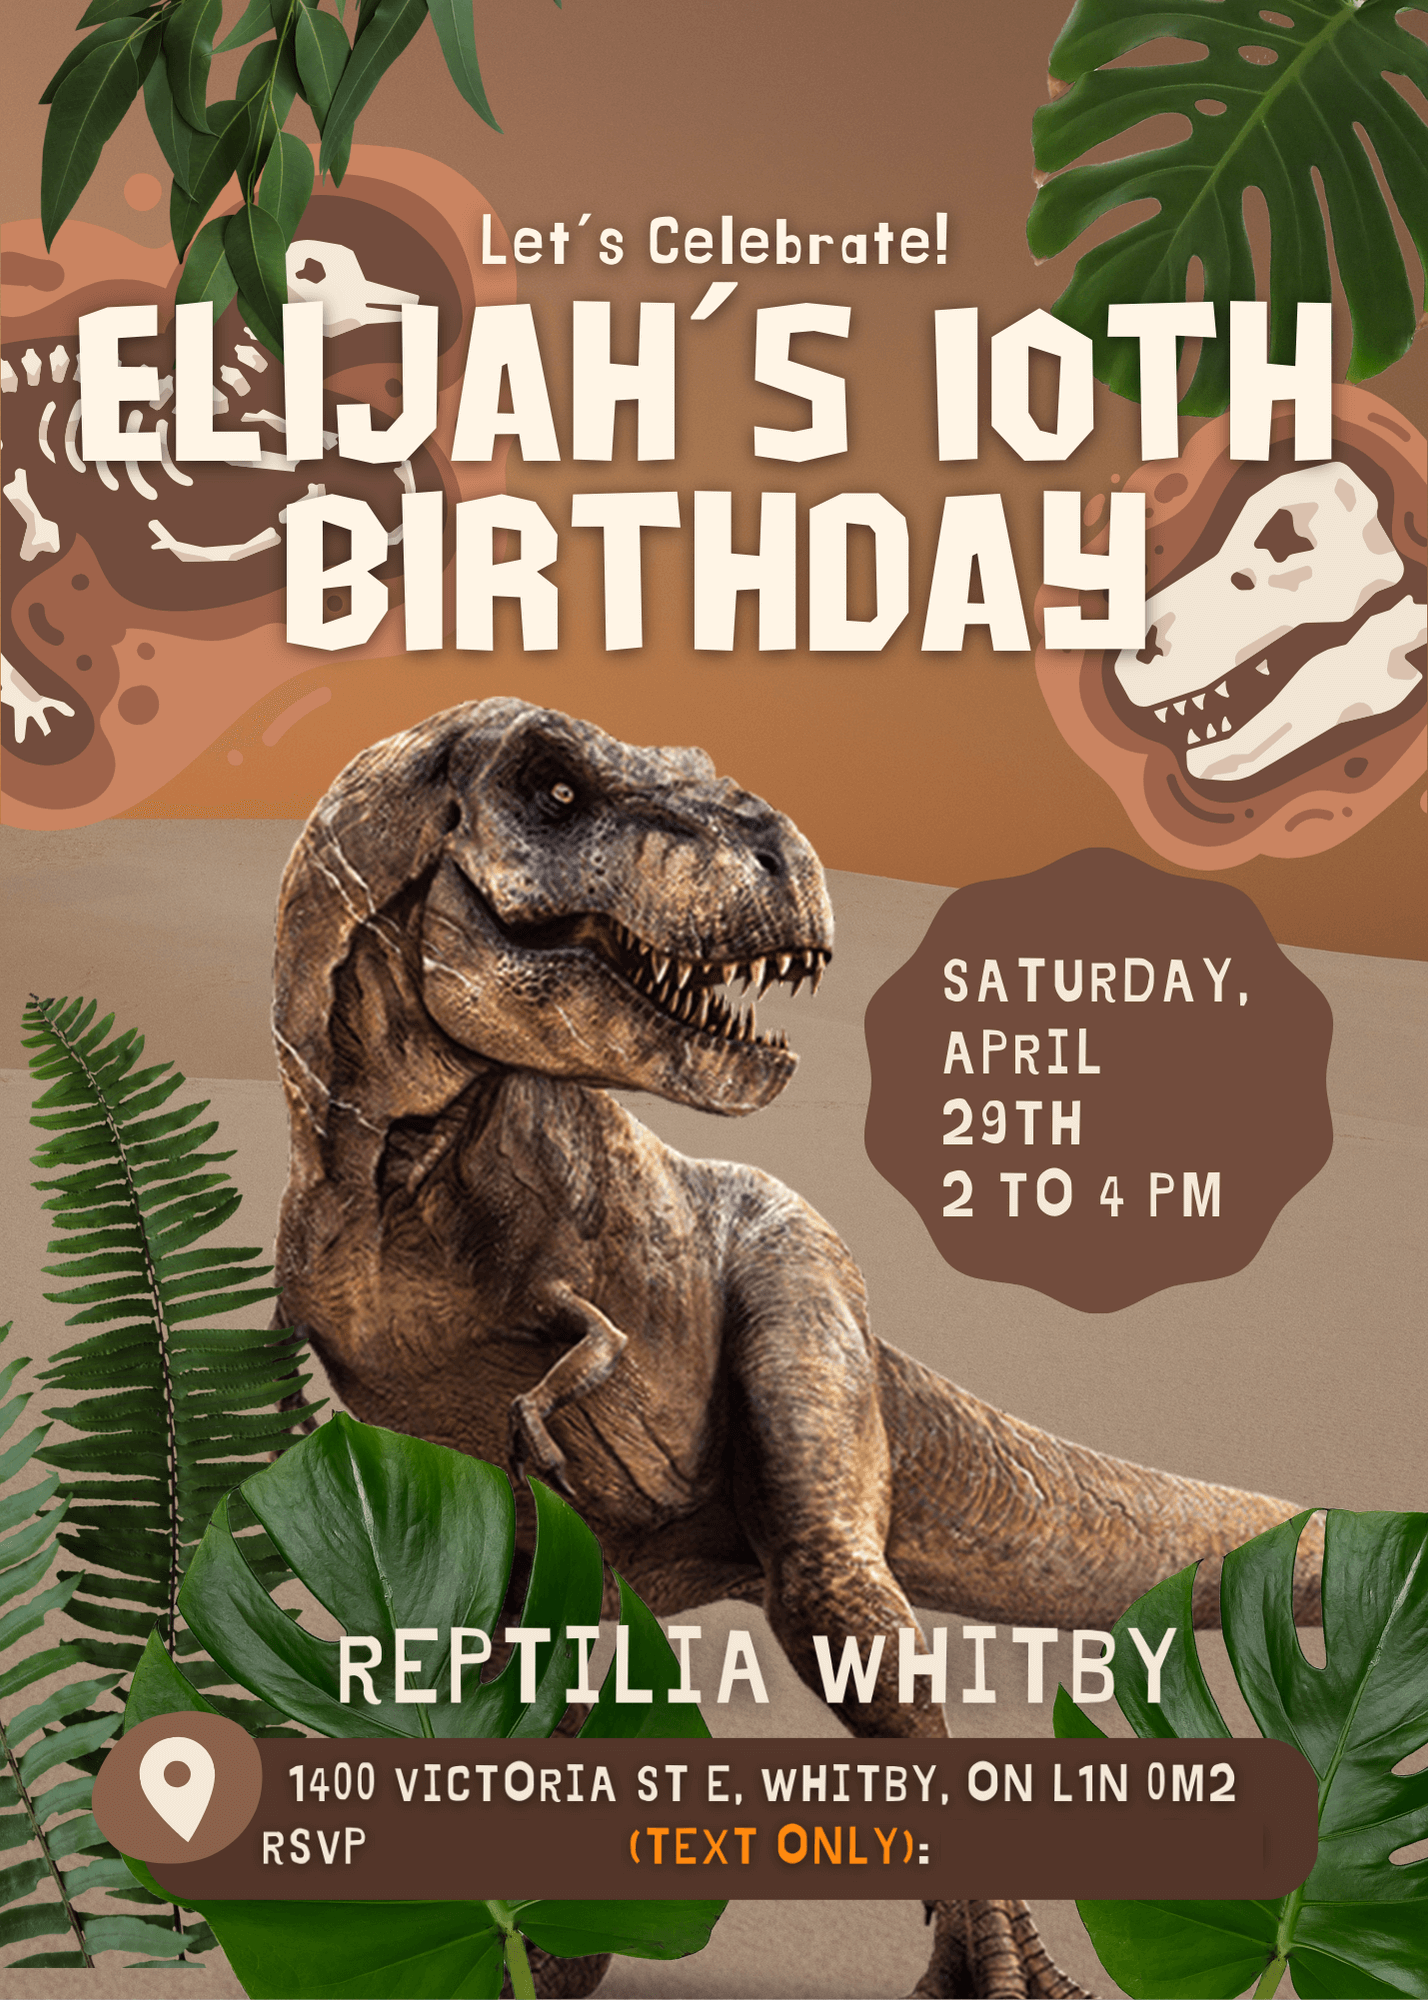 Let´s Celebrate!
ELIJAH´S 10TH
BIRTHDAY
SATURDAY,
APRIL
29TH
2 TO 4 PM
REPTILIA WHITBY
1400 VICTORIA ST E, WHITBY, ON L1N 0M2
RSVP (TEXT ONLY):